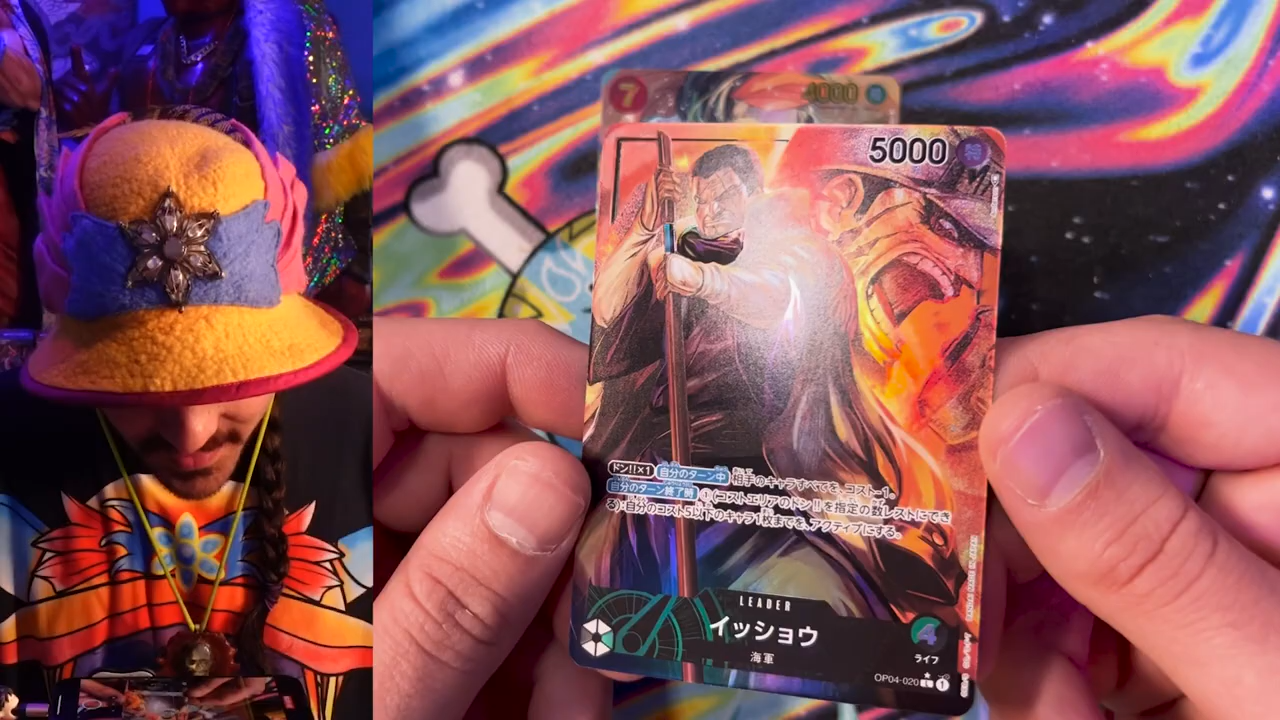 7
4000
5000
ドン!!×1 自分のターン中 相手のキャラすべてを、コスト-1。
自分のターン終了時 ①(コストエリアのドン!!を指定の数レストにでき
る):自分のコスト5以下のキャラ1枚までを、アクティブにする。
LEADER
イッショウ
海軍
4
ライフ
OP04-020 L 1